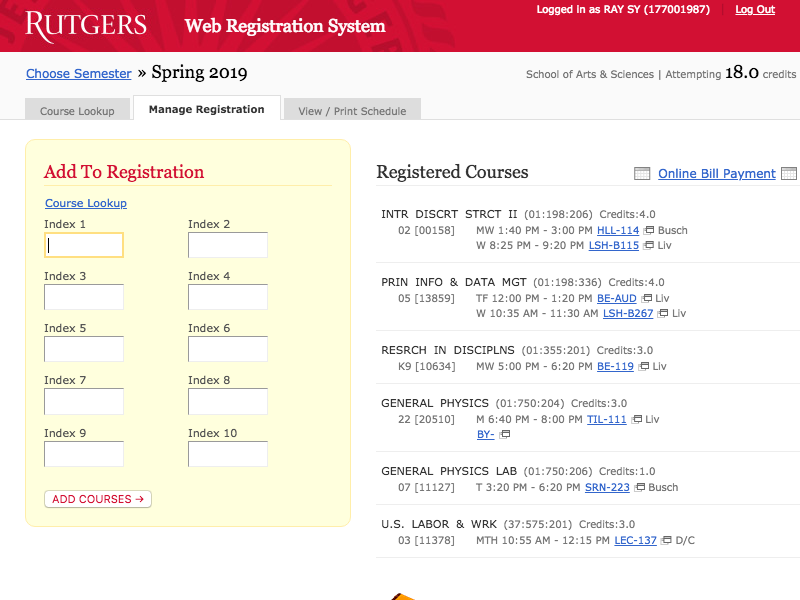 RUTGERS Web Registration System
Logged in as RAY SY (177001987) Log Out
Choose Semester » Spring 2019
School of Arts & Sciences | Attempting 18.0 credits
Course Lookup Manage Registration View / Print Schedule
Add To Registration
Course Lookup
Index 1 Index 2
Index 3 Index 4
Index 5 Index 6
Index 7 Index 8
Index 9 Index 10
ADD COURSES →
Registered Courses Online Bill Payment
INTR DISCRT STRCT II (01:198:206) Credits:4.0
02 [00158] MW 1:40 PM - 3:00 PM HLL-114 Busch
W 8:25 PM - 9:20 PM LSH-B115 Liv
PRIN INFO & DATA MGT (01:198:336) Credits:4.0
05 [13859] TF 12:00 PM - 1:20 PM BE-AUD Liv
W 10:35 AM - 11:30 AM LSH-B267 Liv
RESRCH IN DISCIPLNS (01:355:201) Credits:3.0
K9 [10634] MW 5:00 PM - 6:20 PM BE-119 Liv
GENERAL PHYSICS (01:750:204) Credits:3.0
22 [20510] M 6:40 PM - 8:00 PM TIL-111 Liv
BY-
GENERAL PHYSICS LAB (01:750:206) Credits:1.0
07 [11127] T 3:20 PM - 6:20 PM SRN-223 Busch
U.S. LABOR & WRK (37:575:201) Credits:3.0
03 [11378] MTH 10:55 AM - 12:15 PM LEC-137 D/C